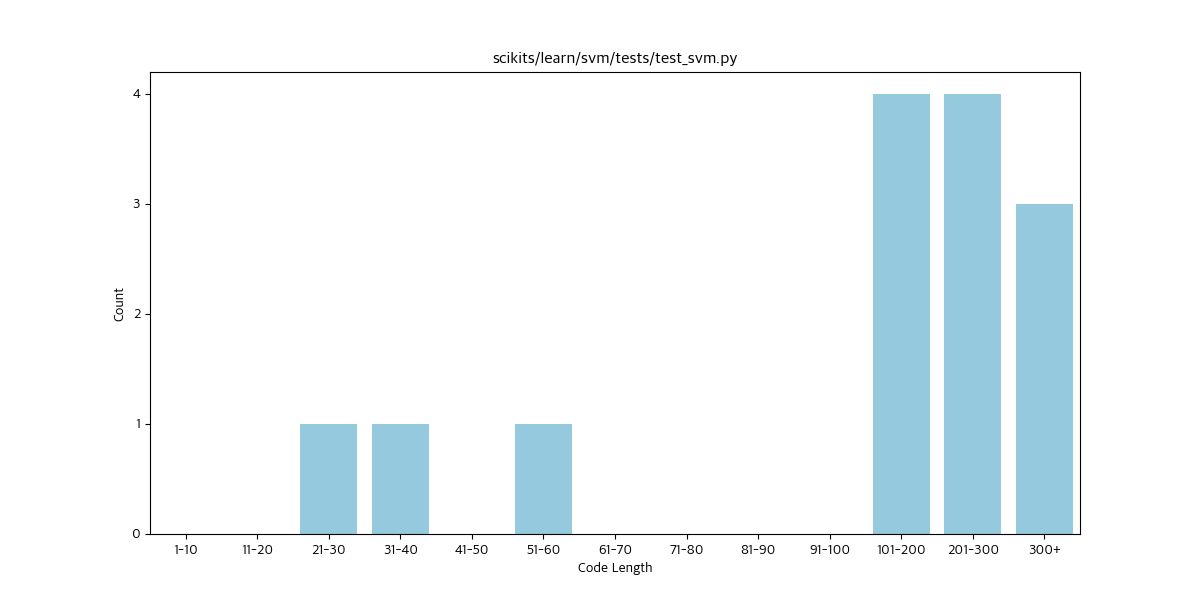 scikits/learn/svm/tests/test_svm.py
4
3
2
1
0
Count
1-10 11-20 21-30 31-40 41-50 51-60 61-70 71-80 81-90 91-100 101-200 201-300 300+
Code Length